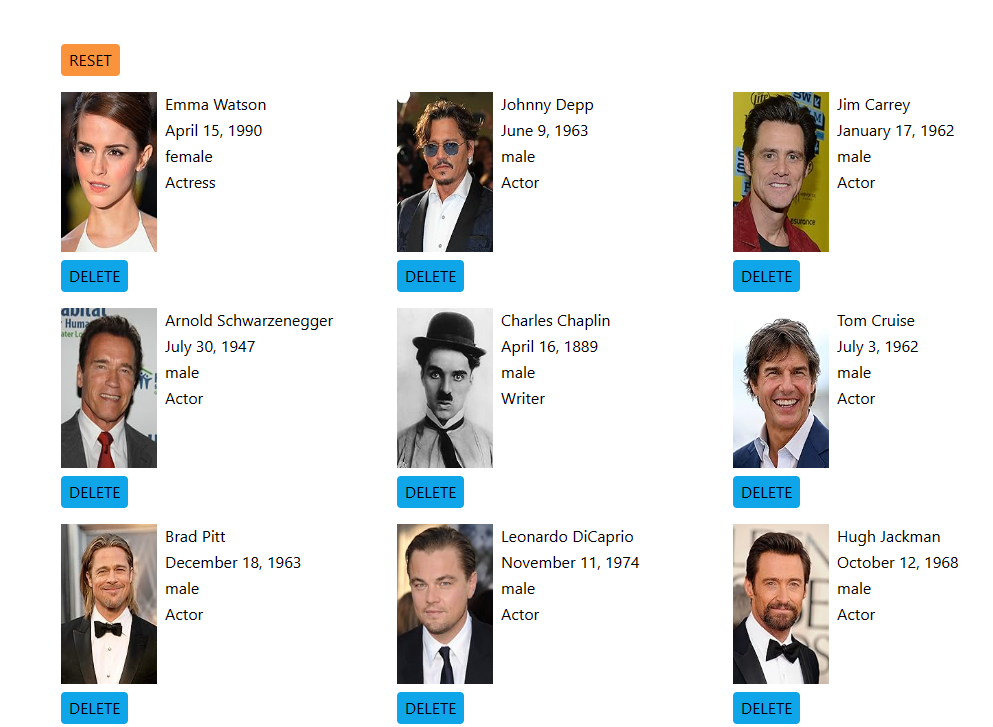 RESET
Emma Watson
April 15, 1990
female
Actress
DELETE
Johnny Depp
June 9, 1963
male
Actor
DELETE
Jim Carrey
January 17, 1962
male
Actor
DELETE
Arnold Schwarzenegger
July 30, 1947
male
Actor
DELETE
Charles Chaplin
April 16, 1889
male
Writer
DELETE
Tom Cruise
July 3, 1962
male
Actor
DELETE
Brad Pitt
December 18, 1963
male
Actor
DELETE
Leonardo DiCaprio
November 11, 1974
male
Actor
DELETE
Hugh Jackman
October 12, 1968
male
Actor
DELETE